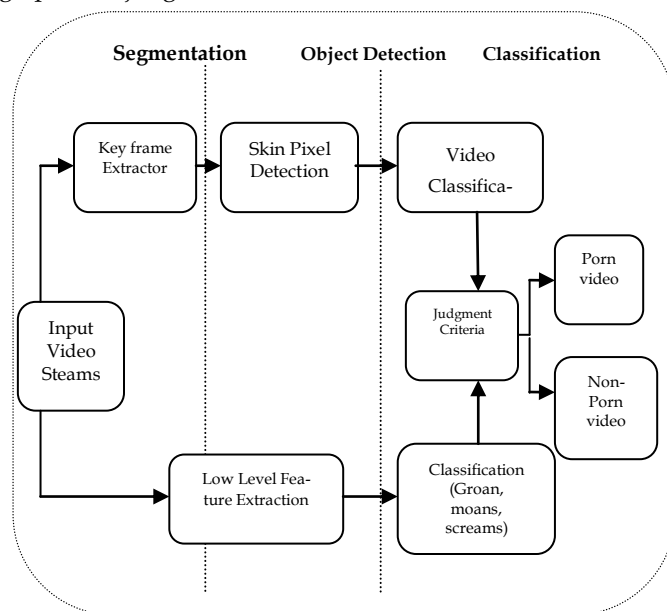 Segmentation
Object Detection
Classification
Key frame
Extractor
Skin Pixel
Detection
Video
Classifica-
Input
Video
Steams
Judgment
Criteria
Porn
video
Non-
Porn
video
Low Level Fea-
ture Extraction
Classification
(Groan,
moans,
screams)